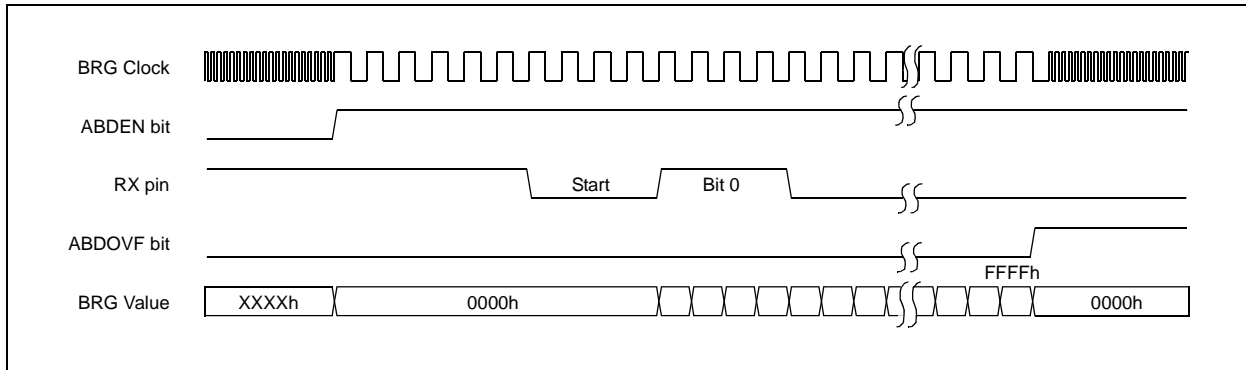 BRG Clock
ABDEN bit
RX pin
Start
Bit 0
ABDOVF bit
FFFFh
BRG Value
XXXXh
0000h
0000h